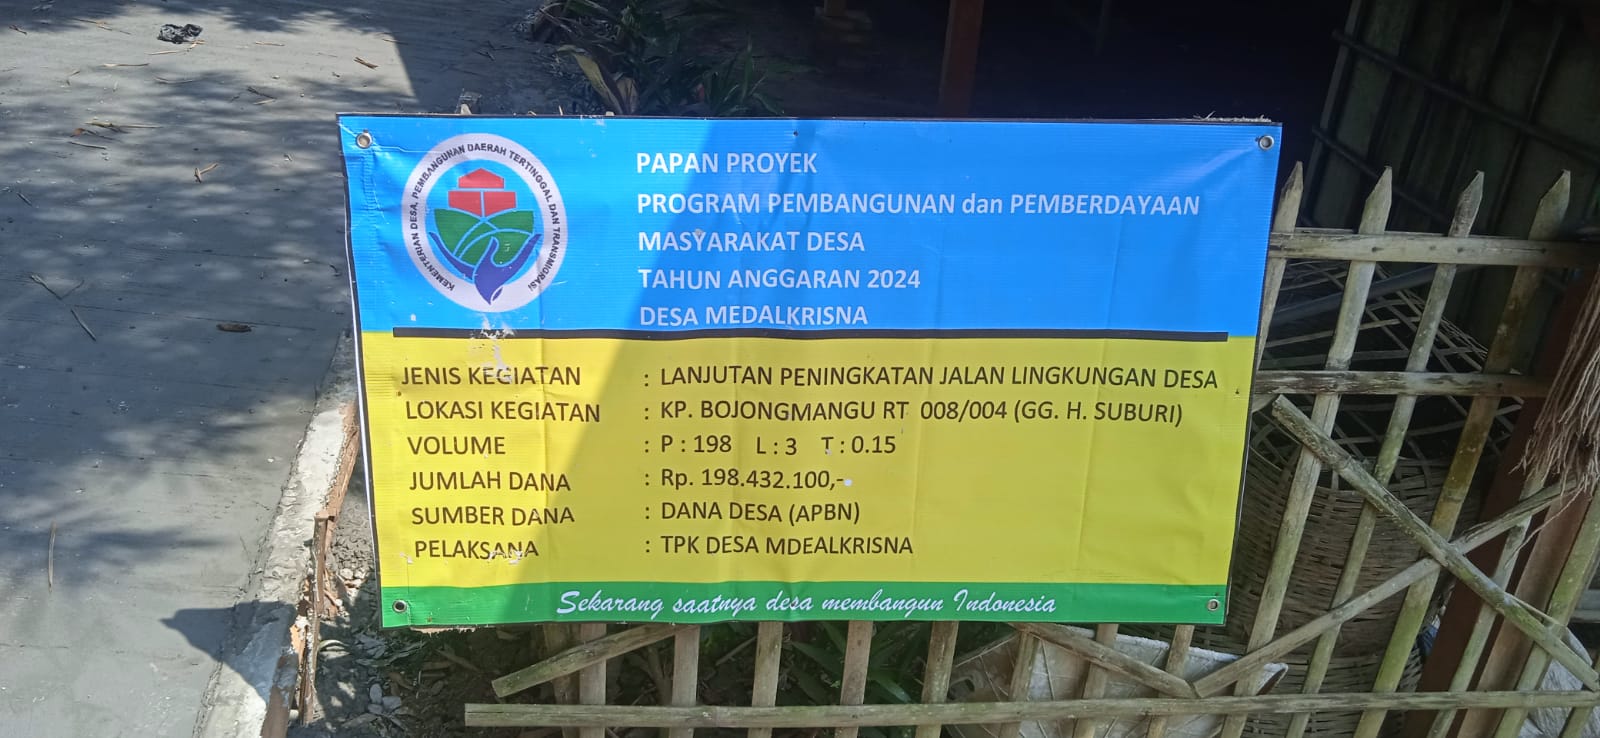 KEMENTERIAN DESA, PEMBANGUNAN DAERAH TERTINGGAL DAN TRANSMIGRASI
PAPAN PROYEK
PROGRAM PEMBANGUNAN dan PEMBERDAYAAN
MASYARAKAT DESA
TAHUN ANGGARAN 2024
DESA MEDALKRISNA
JENIS KEGIATAN : LANJUTAN PENINGKATAN JALAN LINGKUNGAN DESA
LOKASI KEGIATAN : KP. BOJONGMANGU RT 008/004 (GG. H. SUBURI)
VOLUME : P : 198 L : 3 T : 0.15
JUMLAH DANA : Rp. 198.432.100,-
SUMBER DANA : DANA DESA (APBN)
PELAKSANA : TPK DESA MDEALKRISNA
Sekarang saatnya desa membangun Indonesia